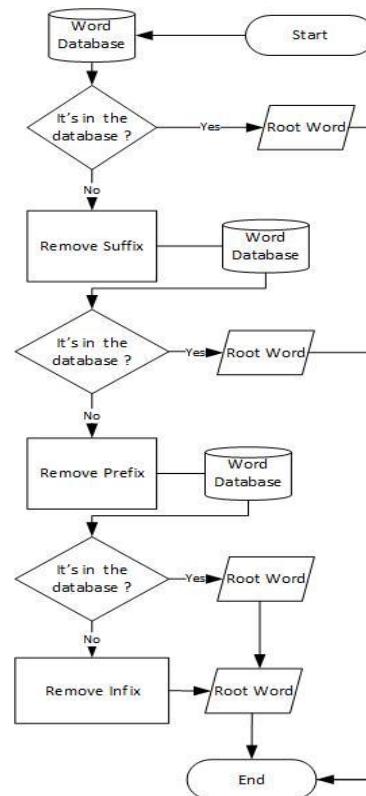 Word
Database
Start
It's in the
database ?
Yes
Root Word
No
Remove Suffix
Word
Database
It's in the
database ?
Yes
Root Word
No
Remove Prefix
Word
Database
It's in the
database ?
Yes
Root Word
No
Remove Infix
Root Word
End